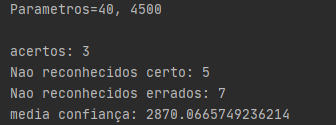 Parametros=40, 4500
acertos: 3
Nao reconhecidos certo: 5
Nao reconhecidos errados: 7
media confiança: 2870.0665749236214